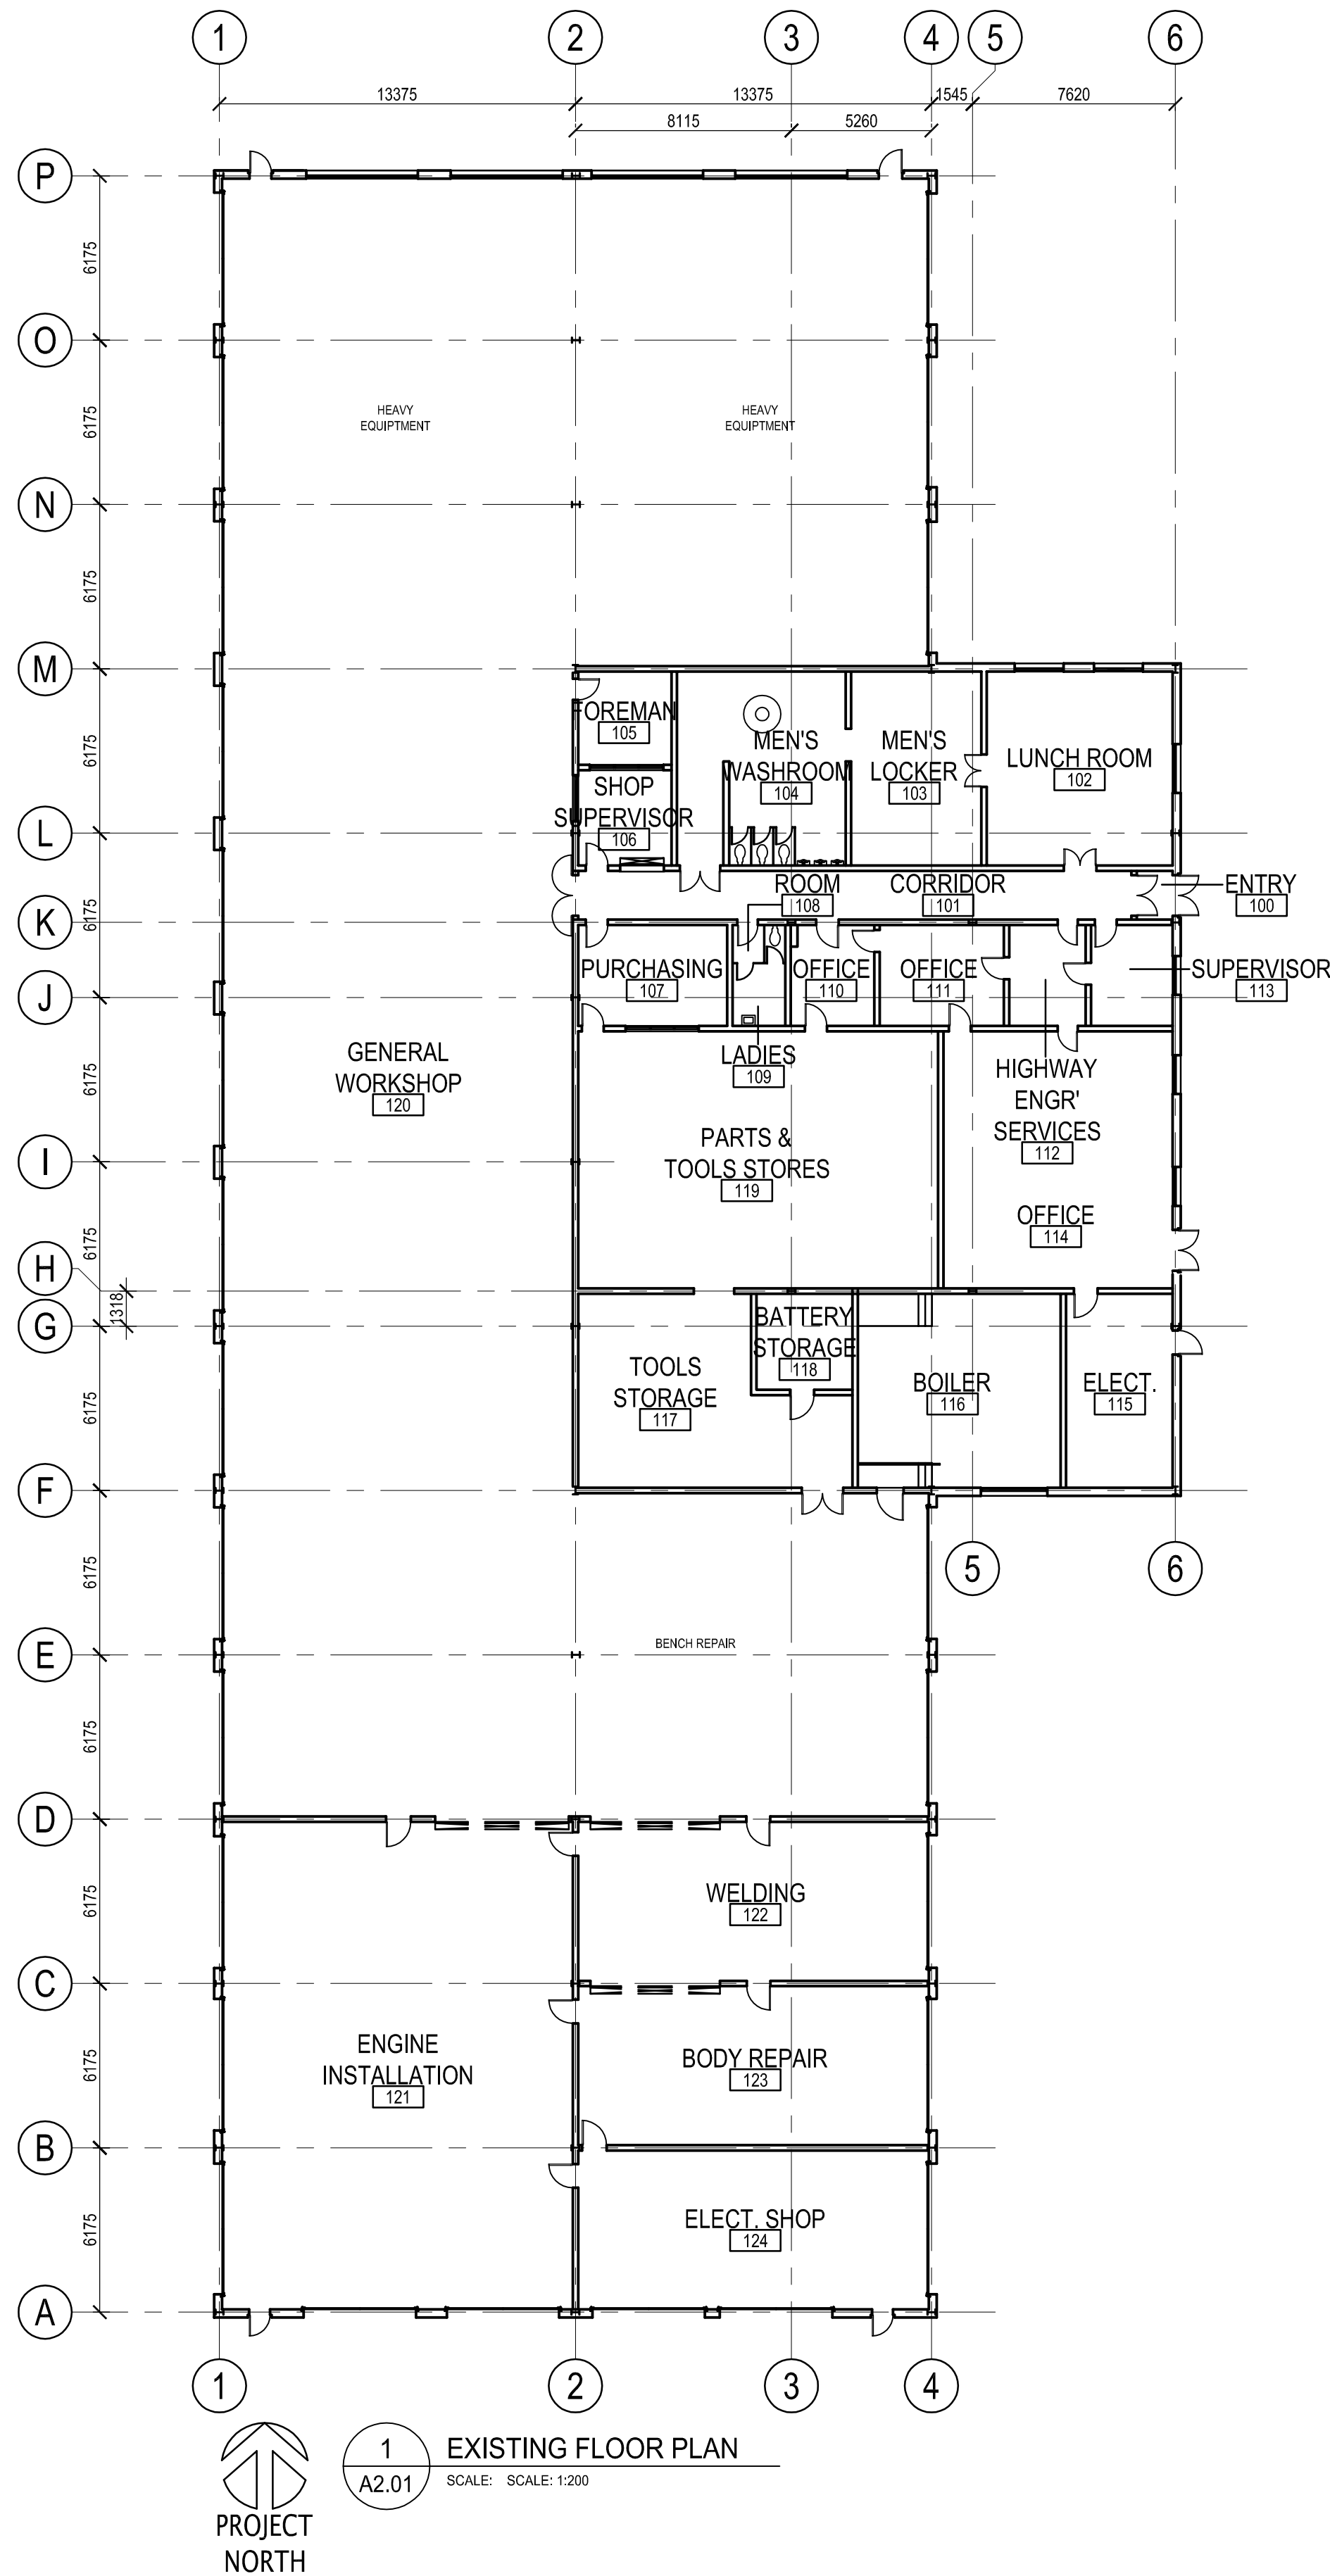 1 2 3 4 5 6
13375 13375 1545 7620
8115 5260
P
6175
O
6175
HEAVY
EQUIPTMENT
HEAVY
EQUIPTMENT
N
6175
M
6175
FOREMAN
105
MEN'S
WASHROOM
104
MEN'S
LOCKER
103
LUNCH ROOM
102
SHOP
SUPERVISOR
106
L
6175
ROOM
108
CORRIDOR
101
ENTRY
100
K
PURCHASING
107
OFFICE
110
OFFICE
111
SUPERVISOR
113
J
6175
GENERAL
WORKSHOP
120
LADIES
109
HIGHWAY
ENGR'
SERVICES
112
PARTS &
TOOLS STORES
119
I
6175
OFFICE
114
H
1318
G
BATTERY
STORAGE
118
TOOLS
STORAGE
117
BOILER
116
ELECT.
115
6175
F
6175
5 6
E
BENCH REPAIR
6175
D
6175
WELDING
122
C
6175
ENGINE
INSTALLATION
121
BODY REPAIR
123
B
6175
ELECT. SHOP
124
A
1 2 3 4
PROJECT
NORTH
1
A2.01
EXISTING FLOOR PLAN
SCALE: SCALE: 1:200